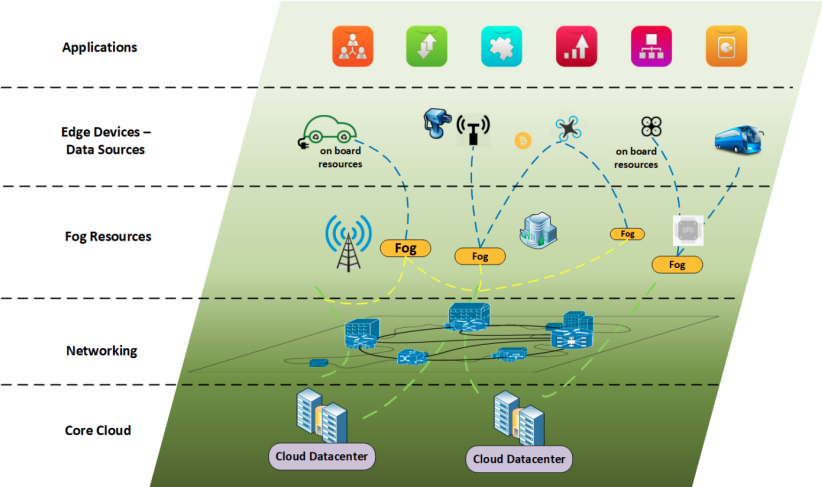 Applications
Edge Devices –
Data Sources
on board
resources
on board
resources
Fog Resources
Fog
Fog
Fog
GPU
Fog
Networking
Core Cloud
Cloud Datacenter
Cloud Datacenter